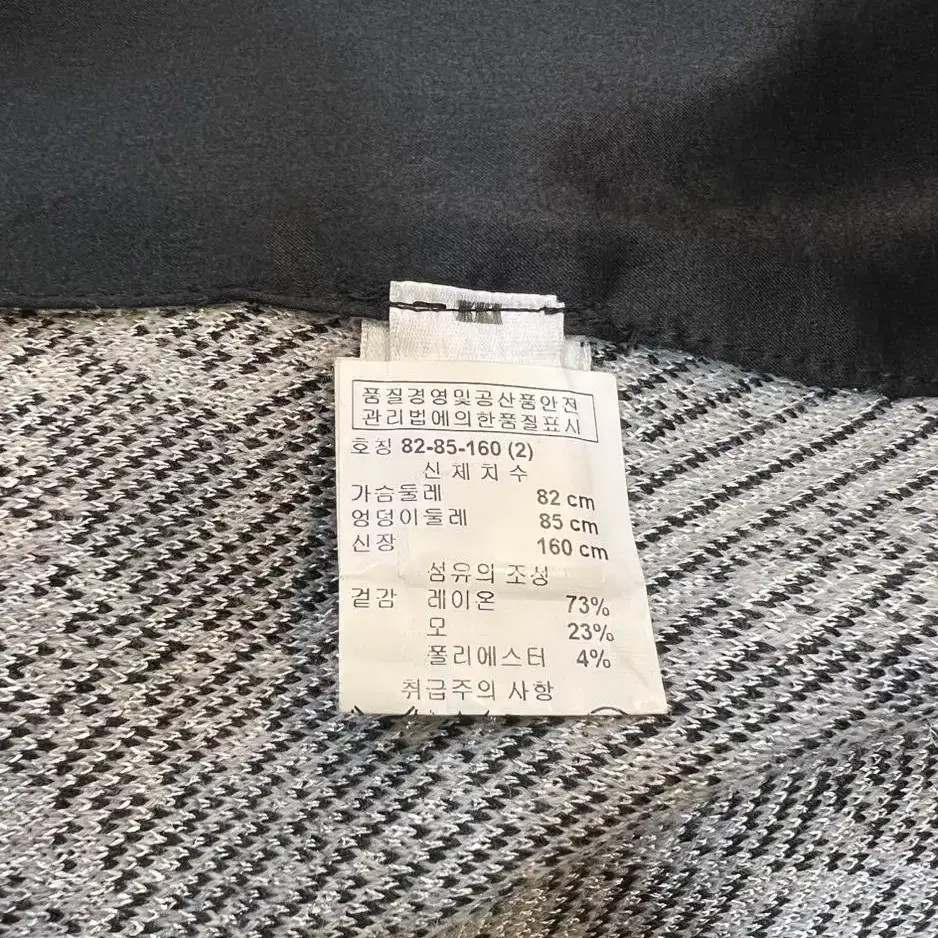 품질경영및공산품안전
관리법에의한품질표시
호칭 82-85-160 (2)
신체치수
가슴둘레 82 cm
엉덩이둘레 85 cm
신장 160 cm
섬유의 조성
겉감 레이온 73%
모 23%
폴리에스터 4%
취급주의 사항